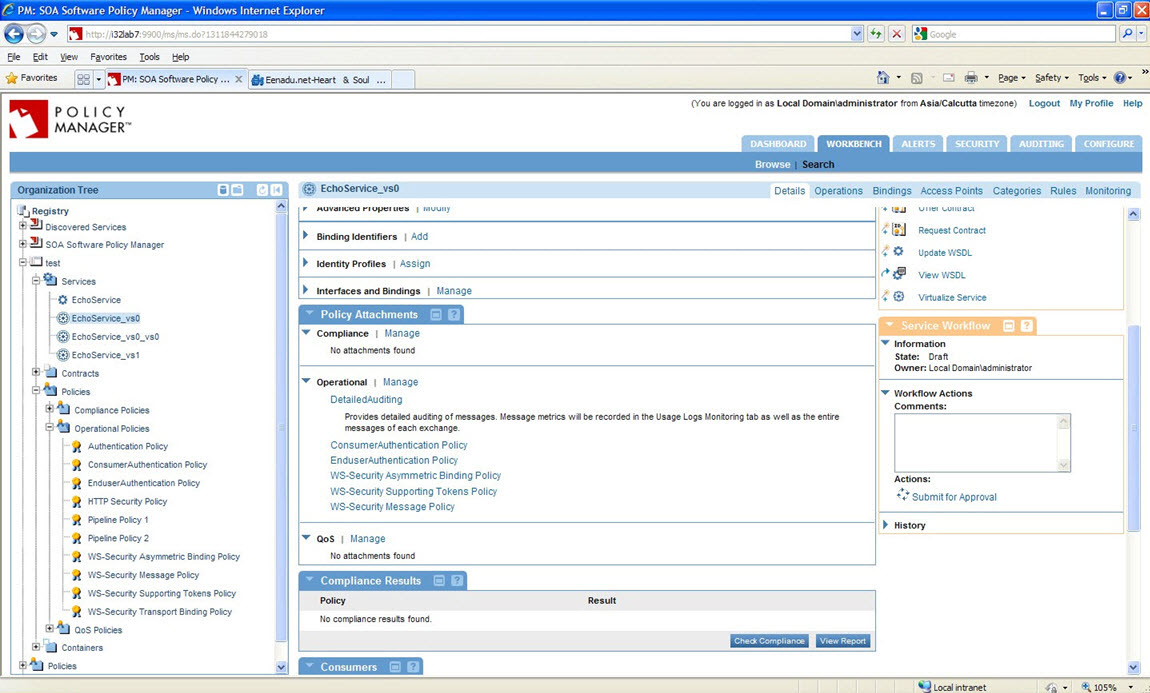 PM: SOA Software Policy Manager - Windows Internet Explorer
http://i32lab7:9900/ms/ms.do?1311844279018
Google
File Edit View Favorites Tools Help
Favorites
PM: SOA Software Policy ...
Eenadu.net-Heart & Soul ...
Page Safety Tools
POLICY
MANAGER™
(You are logged in as Local Domain\administrator from Asia/Calcutta timezone) Logout My Profile Help
DASHBOARD WORKBENCH ALERTS SECURITY AUDITING CONFIGURE
Browse | Search
Organization Tree
Registry
Discovered Services
SOA Software Policy Manager
test
Services
EchoService
EchoService_vs0
EchoService_vs0_vs0
EchoService_vs1
Contracts
Policies
Compliance Policies
Operational Policies
Authentication Policy
ConsumerAuthentication Policy
EnduserAuthentication Policy
HTTP Security Policy
Pipeline Policy 1
Pipeline Policy 2
WS-Security Asymmetric Binding Policy
WS-Security Message Policy
WS-Security Supporting Tokens Policy
WS-Security Transport Binding Policy
QoS Policies
Containers
Policies
EchoService_vs0
Details Operations Bindings Access Points Categories Rules Monitoring
Advanced Properties | Modify
Binding Identifiers | Add
Identity Profiles | Assign
Interfaces and Bindings | Manage
Policy Attachments
Compliance | Manage
No attachments found
Operational | Manage
DetailedAuditing
Provides detailed auditing of messages. Message metrics will be recorded in the Usage Logs Monitoring tab as well as the entire
messages of each exchange.
ConsumerAuthentication Policy
EnduserAuthentication Policy
WS-Security Asymmetric Binding Policy
WS-Security Supporting Tokens Policy
WS-Security Message Policy
QoS | Manage
No attachments found
Compliance Results
Policy Result
No compliance results found.
Check Compliance View Report
Consumers
Offer Contract
Request Contract
Update WSDL
View WSDL
Virtualize Service
Service Workflow
Information
State: Draft
Owner: Local Domain\administrator
Workflow Actions
Comments:
Actions:
Submit for Approval
History
Local intranet
105%